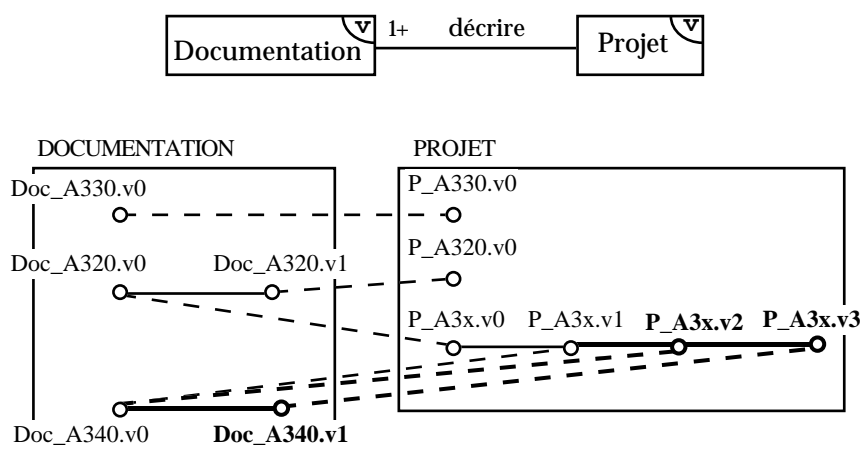 Documentation V 1+ décrire Projet V
DOCUMENTATION PROJET
Doc_A330.v0 P_A330.v0
Doc_A320.v0 Doc_A320.v1 P_A320.v0
P_A3x.v0 P_A3x.v1 P_A3x.v2 P_A3x.v3
Doc_A340.v0 Doc_A340.v1